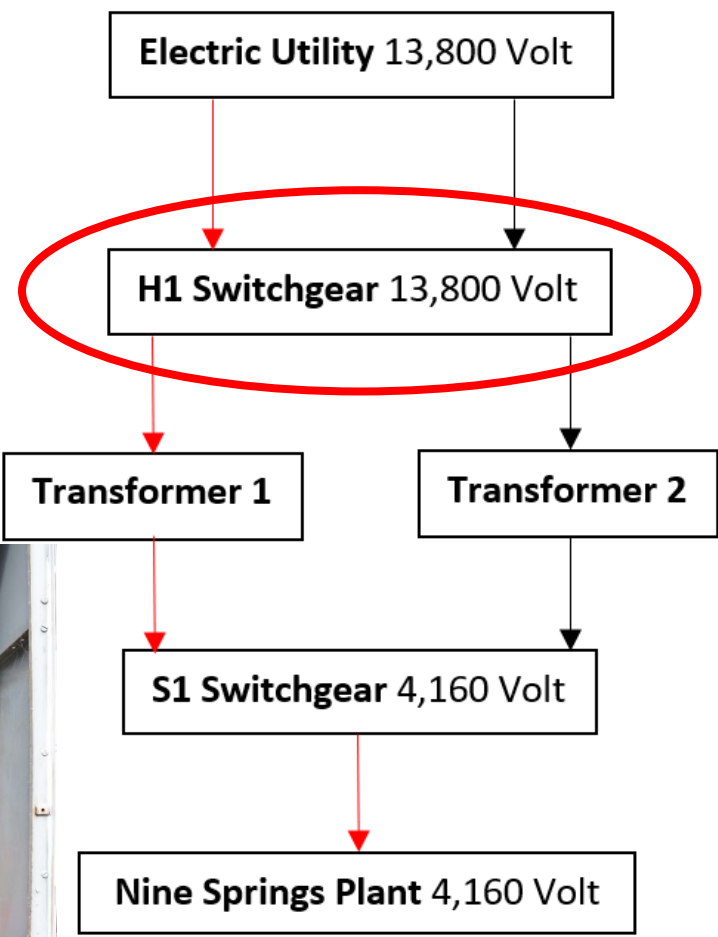 Electric Utility 13,800 Volt
H1 Switchgear 13,800 Volt
Transformer 1
Transformer 2
S1 Switchgear 4,160 Volt
Nine Springs Plant 4,160 Volt